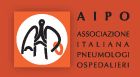 AIPO
ASSOCIAZIONE
ITALIANA
PNEUMOLOGI
OSPEDALIERI